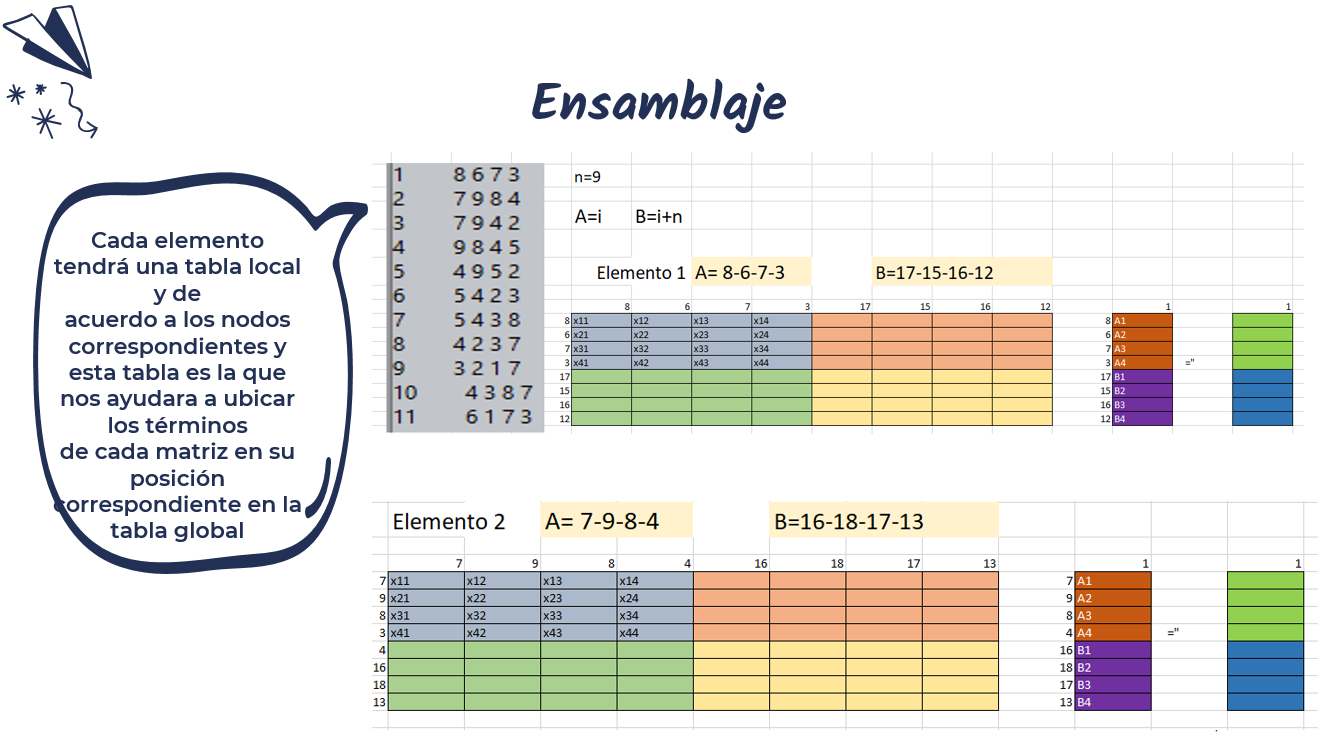 Ensamblaje
Cada elemento
tendrá una tabla local
y de
acuerdo a los nodos
correspondientes y
esta tabla es la que
nos ayudara a ubicar
los términos
de cada matriz en su
posición
correspondiente en la
tabla global
1 8 6 7 3
2 7 9 8 4
3 7 9 4 2
4 9 8 4 5
5 4 9 5 2
6 5 4 2 3
7 5 4 3 8
8 4 2 3 7
9 3 2 1 7
10 4 3 8 7
11 6 1 7 3
n=9
A=i B=i+n
Elemento 1 A= 8-6-7-3 B=17-15-16-12
8 6 7 3 17 15 16 12 1 1
8 x11 x12 x13 x14 8 A1
6 x21 x22 x23 x24 6 A2
7 x31 x32 x33 x34 7 A3
3 x41 x42 x43 x44 3 A4 ="
17 17 B1
15 15 B2
16 16 B3
12 12 B4
Elemento 2 A= 7-9-8-4 B=16-18-17-13
7 9 8 4 16 18 17 13 1 1
7 x11 x12 x13 x14 7 A1
9 x21 x22 x23 x24 9 A2
8 x31 x32 x33 x34 8 A3
3 x41 x42 x43 x44 4 A4 ="
4 16 B1
16 18 B2
18 17 B3
13 13 B4